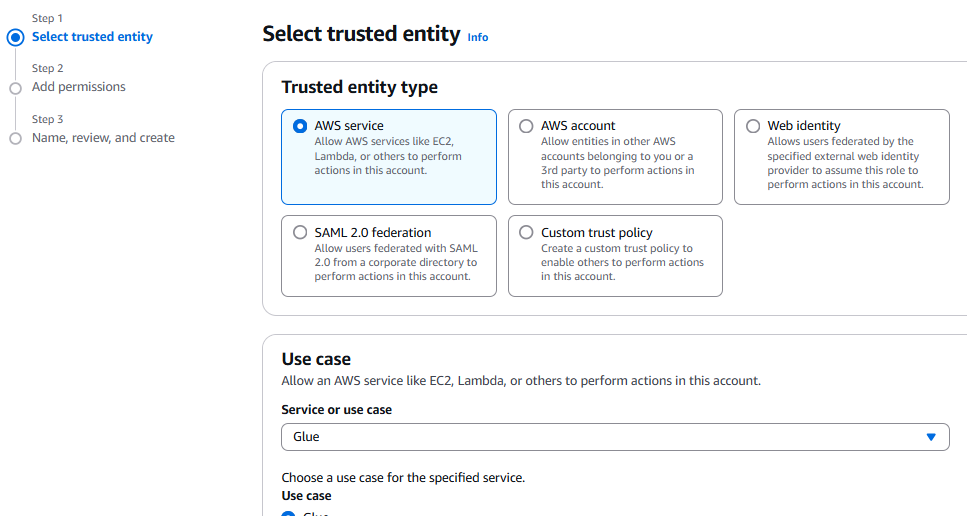 Step 1
Select trusted entity
Step 2
Add permissions
Step 3
Name, review, and create
Select trusted entity Info
Trusted entity type
AWS service
Allow AWS services like EC2,
Lambda, or others to perform
actions in this account.
AWS account
Allow entities in other AWS
accounts belonging to you or a
3rd party to perform actions in
this account.
Web identity
Allows users federated by the
specified external web identity
provider to assume this role to
perform actions in this account.
SAML 2.0 federation
Allow users federated with SAML
2.0 from a corporate directory to
perform actions in this account.
Custom trust policy
Create a custom trust policy to
enable others to perform actions
in this account.
Use case
Allow an AWS service like EC2, Lambda, or others to perform actions in this account.
Service or use case
Glue
Choose a use case for the specified service.
Use case
Glue